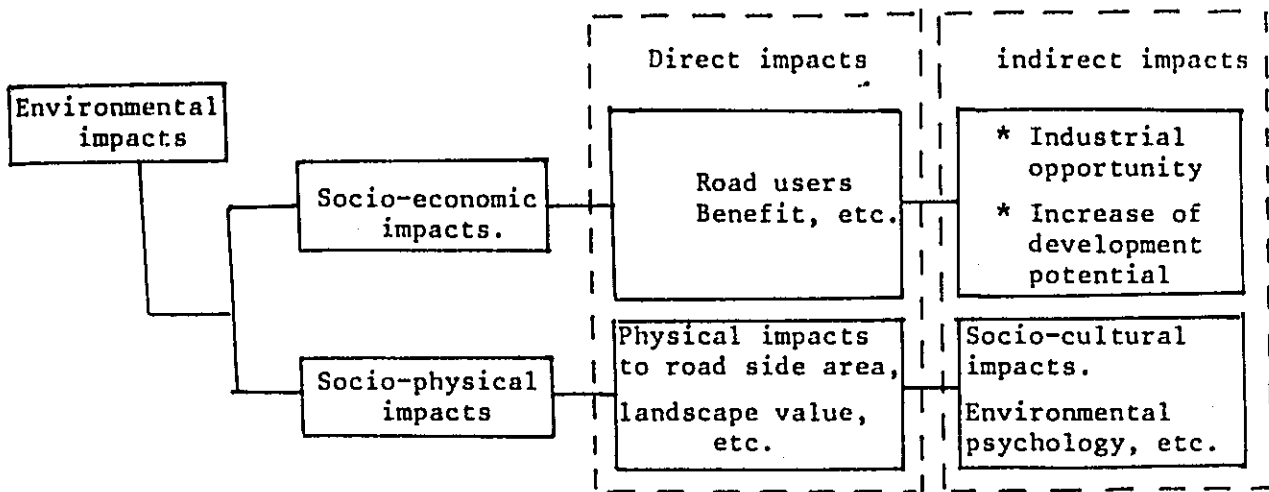 Direct impacts
indirect impacts
Environmental
impacts
Socio-economic
impacts.
Road users
Benefit, etc.
* Industrial
opportunity
* Increase of
development
potential
Socio-physical
impacts
Physical impacts
to road side area,
landscape value,
etc.
Socio-cultural
impacts.
Environmental
psychology, etc.